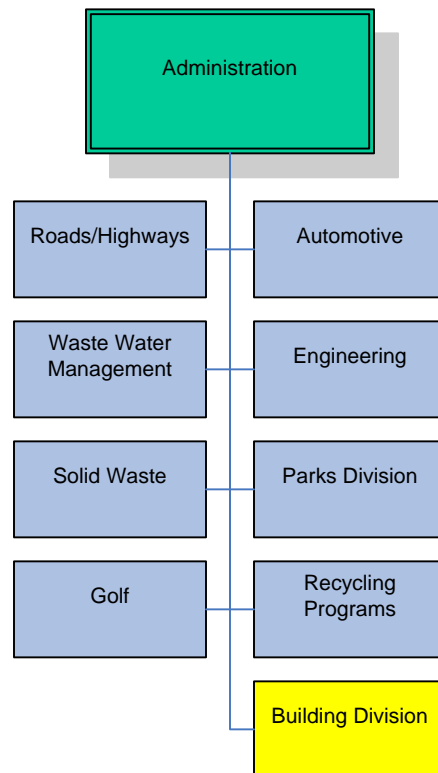 Administration
Roads/Highways
Automotive
Waste Water
Management
Engineering
Solid Waste
Parks Division
Golf
Recycling
Programs
Building Division